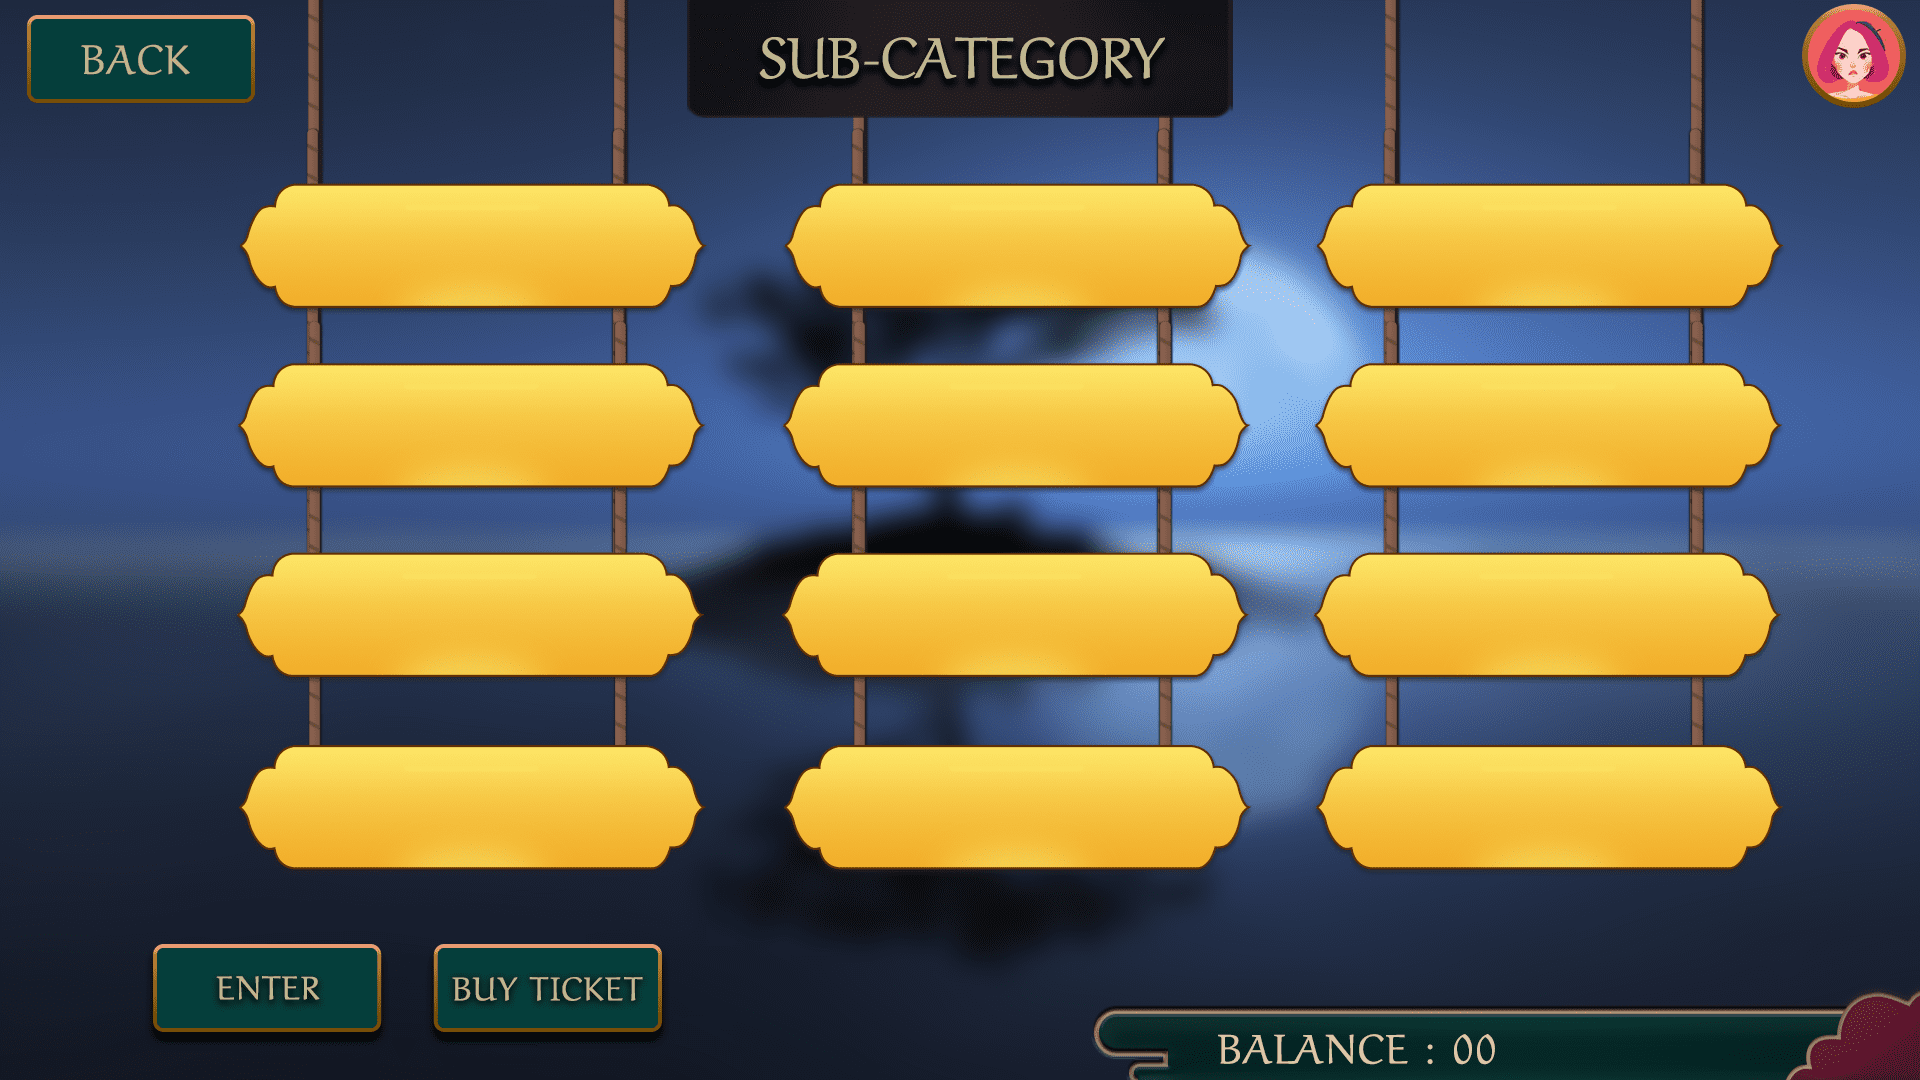 BACK
SUB-CATEGORY
ENTER
BUY TICKET
BALANCE : 00